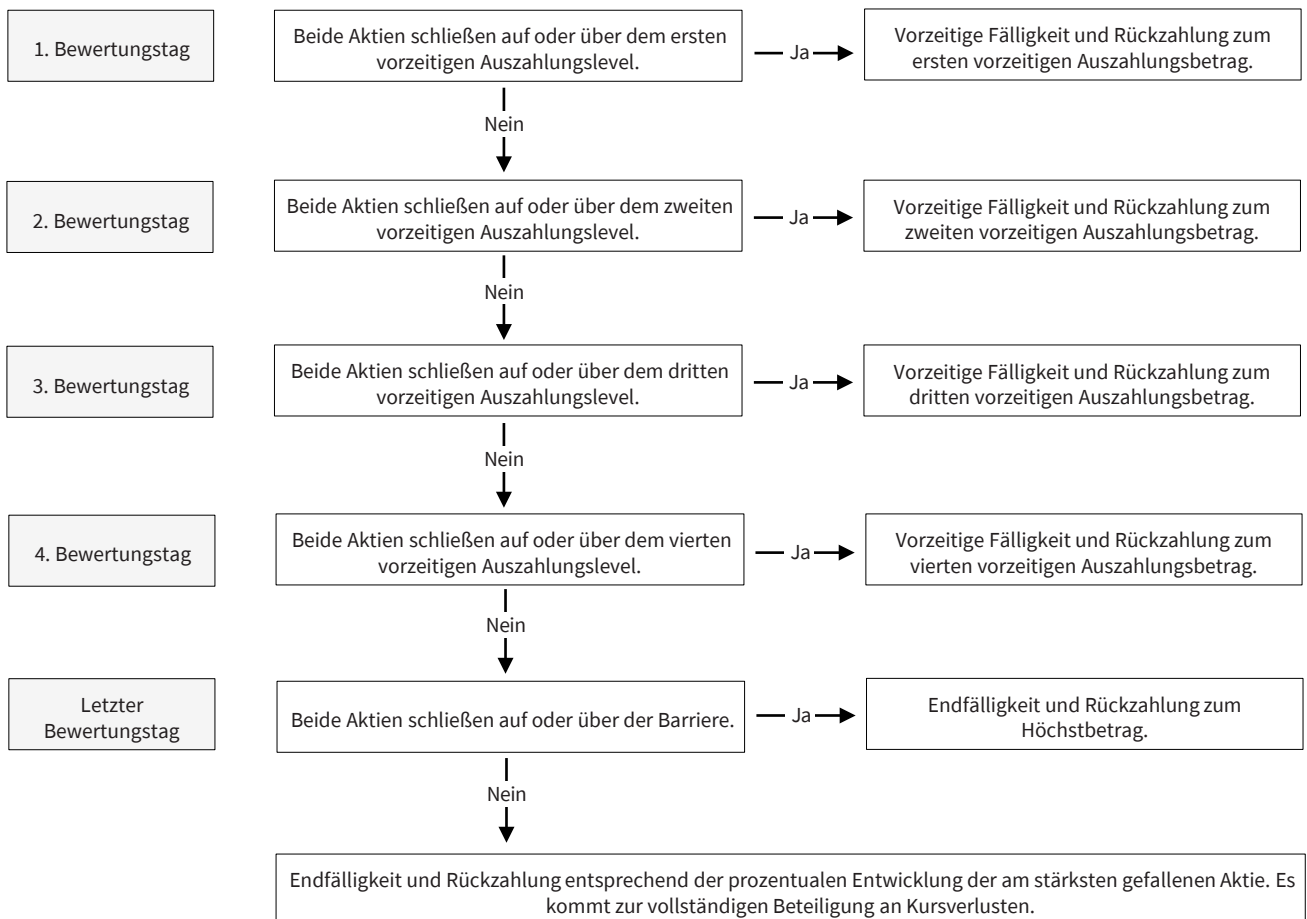 1. Bewertungstag
Beide Aktien schließen auf oder über dem ersten
vorzeitigen Auszahlungslevel.
Ja
Vorzeitige Fälligkeit und Rückzahlung zum
ersten vorzeitigen Auszahlungsbetrag.
Nein
2. Bewertungstag
Beide Aktien schließen auf oder über dem zweiten
vorzeitigen Auszahlungslevel.
Ja
Vorzeitige Fälligkeit und Rückzahlung zum
zweiten vorzeitigen Auszahlungsbetrag.
Nein
3. Bewertungstag
Beide Aktien schließen auf oder über dem dritten
vorzeitigen Auszahlungslevel.
Ja
Vorzeitige Fälligkeit und Rückzahlung zum
dritten vorzeitigen Auszahlungsbetrag.
Nein
4. Bewertungstag
Beide Aktien schließen auf oder über dem vierten
vorzeitigen Auszahlungslevel.
Ja
Vorzeitige Fälligkeit und Rückzahlung zum
vierten vorzeitigen Auszahlungsbetrag.
Nein
Letzter
Bewertungstag
Beide Aktien schließen auf oder über der Barriere.
Ja
Endfälligkeit und Rückzahlung zum
Höchstbetrag.
Nein
Endfälligkeit und Rückzahlung entsprechend der prozentualen Entwicklung der am stärksten gefallenen Aktie. Es
kommt zur vollständigen Beteiligung an Kursverlusten.